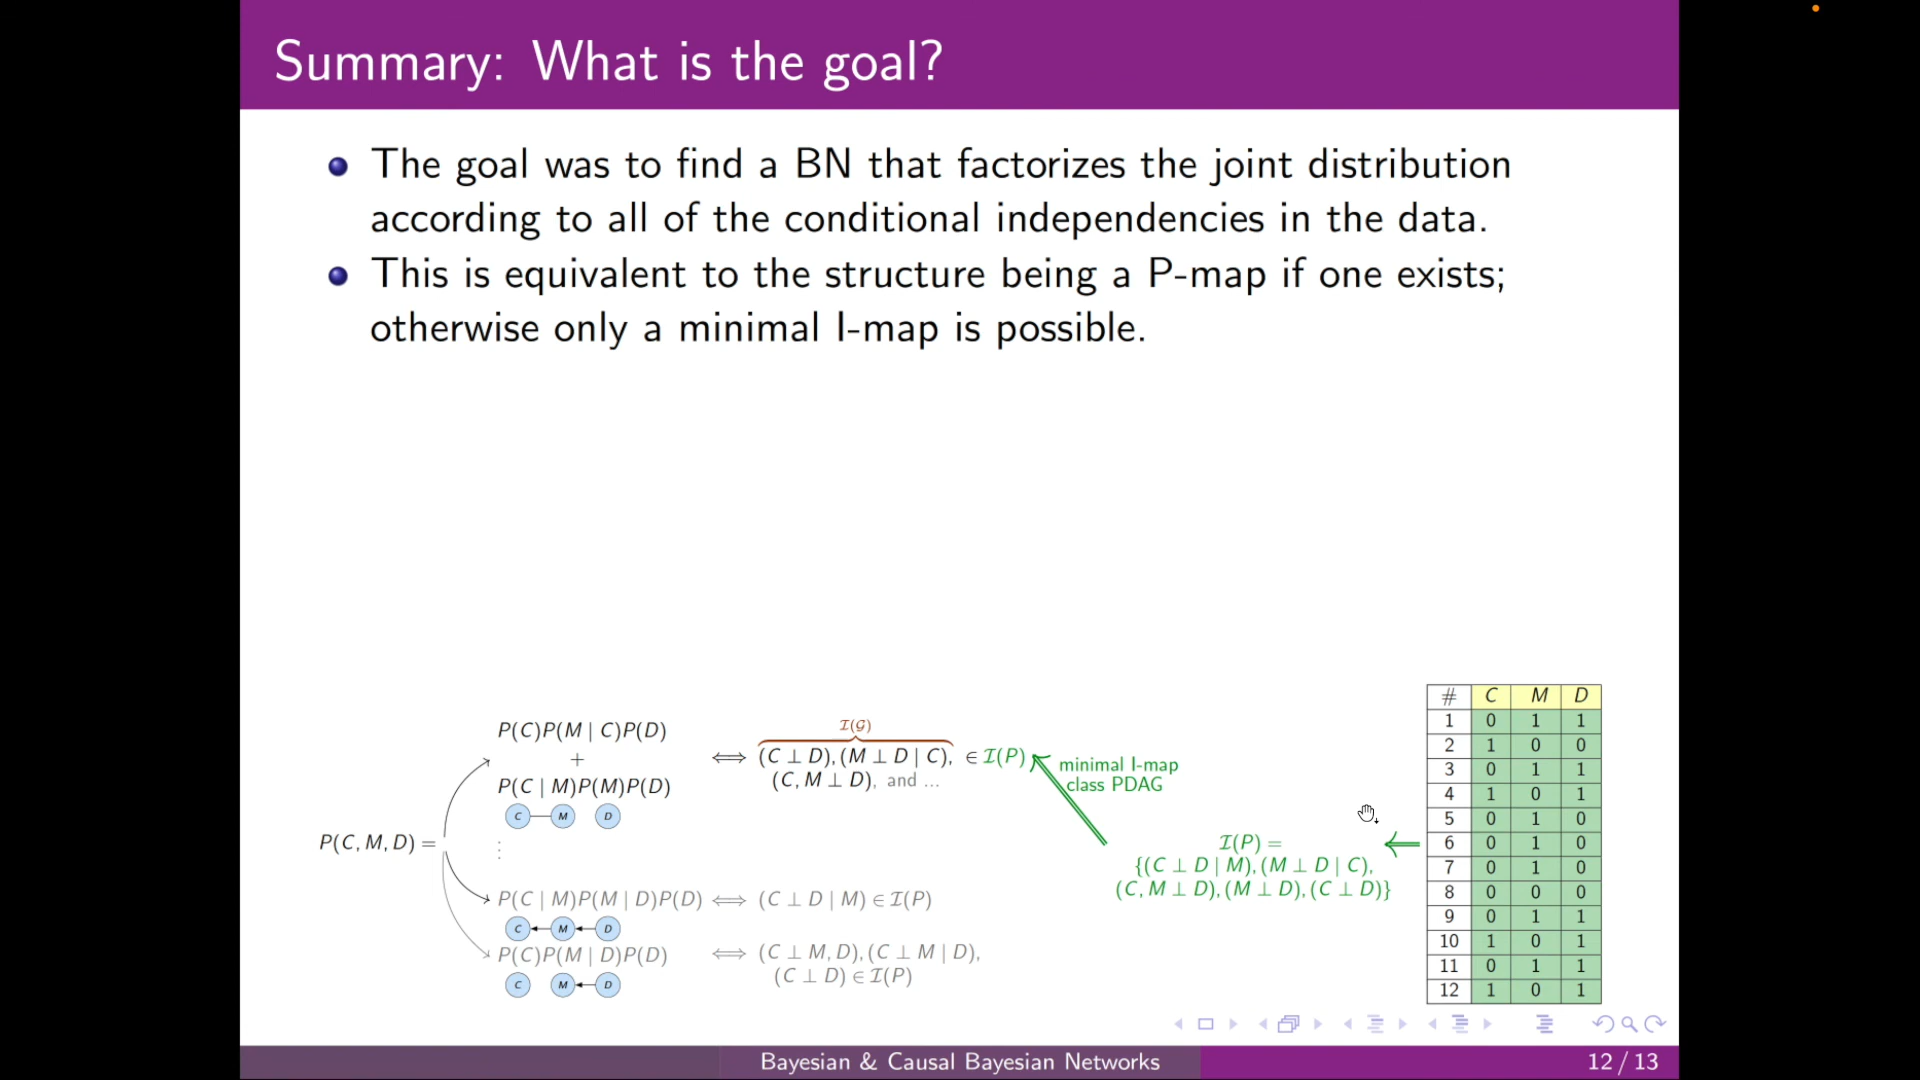 Summary: What is the goal?
The goal was to find a BN that factorizes the joint distribution
according to all of the conditional independencies in the data.
This is equivalent to the structure being a P-map if one exists;
otherwise only a minimal I-map is possible.
P(C, M, D) =
P(C)P(M | C)P(D)
+
P(C | M)P(M)P(D)
C M D
⋮
P(C | M)P(M | D)P(D) ⟺ (C ⊥ D | M) ∈ I(P)
C M D
P(C)P(M | D)P(D) ⟺ (C ⊥ M, D), (C ⊥ M | D),
(C ⊥ D) ∈ I(P)
C M D
I(G)
⟺ (C ⊥ D), (M ⊥ D | C), ∈ I(P)
(C, M ⊥ D), and ...
minimal I-map
class PDAG
I(P) =
{(C ⊥ D | M), (M ⊥ D | C),
(C, M ⊥ D), (M ⊥ D), (C ⊥ D)}
# C M D
1 0 1 1
2 1 0 0
3 0 1 1
4 1 0 1
5 0 1 0
6 0 1 0
7 0 1 0
8 0 0 0
9 0 1 1
10 1 0 1
11 0 1 1
12 1 0 1
Bayesian & Causal Bayesian Networks
12 / 13